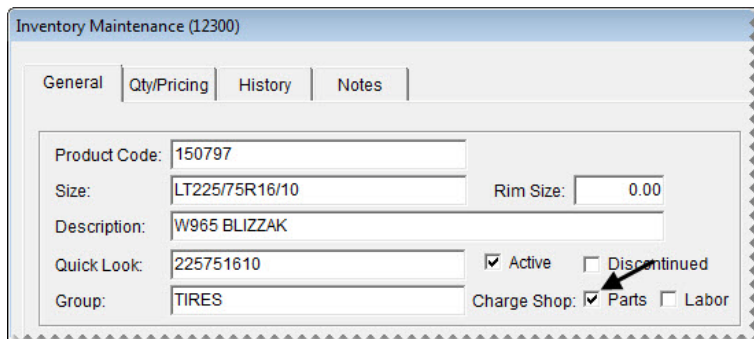 Inventory Maintenance (12300)
General Qty/Pricing History Notes
Product Code: 150797
Size: LT225/75R16/10 Rim Size: 0.00
Description: W965 BLIZZAK
Quick Look: 225751610 Active Discontinued
Group: TIRES Charge Shop: Parts Labor